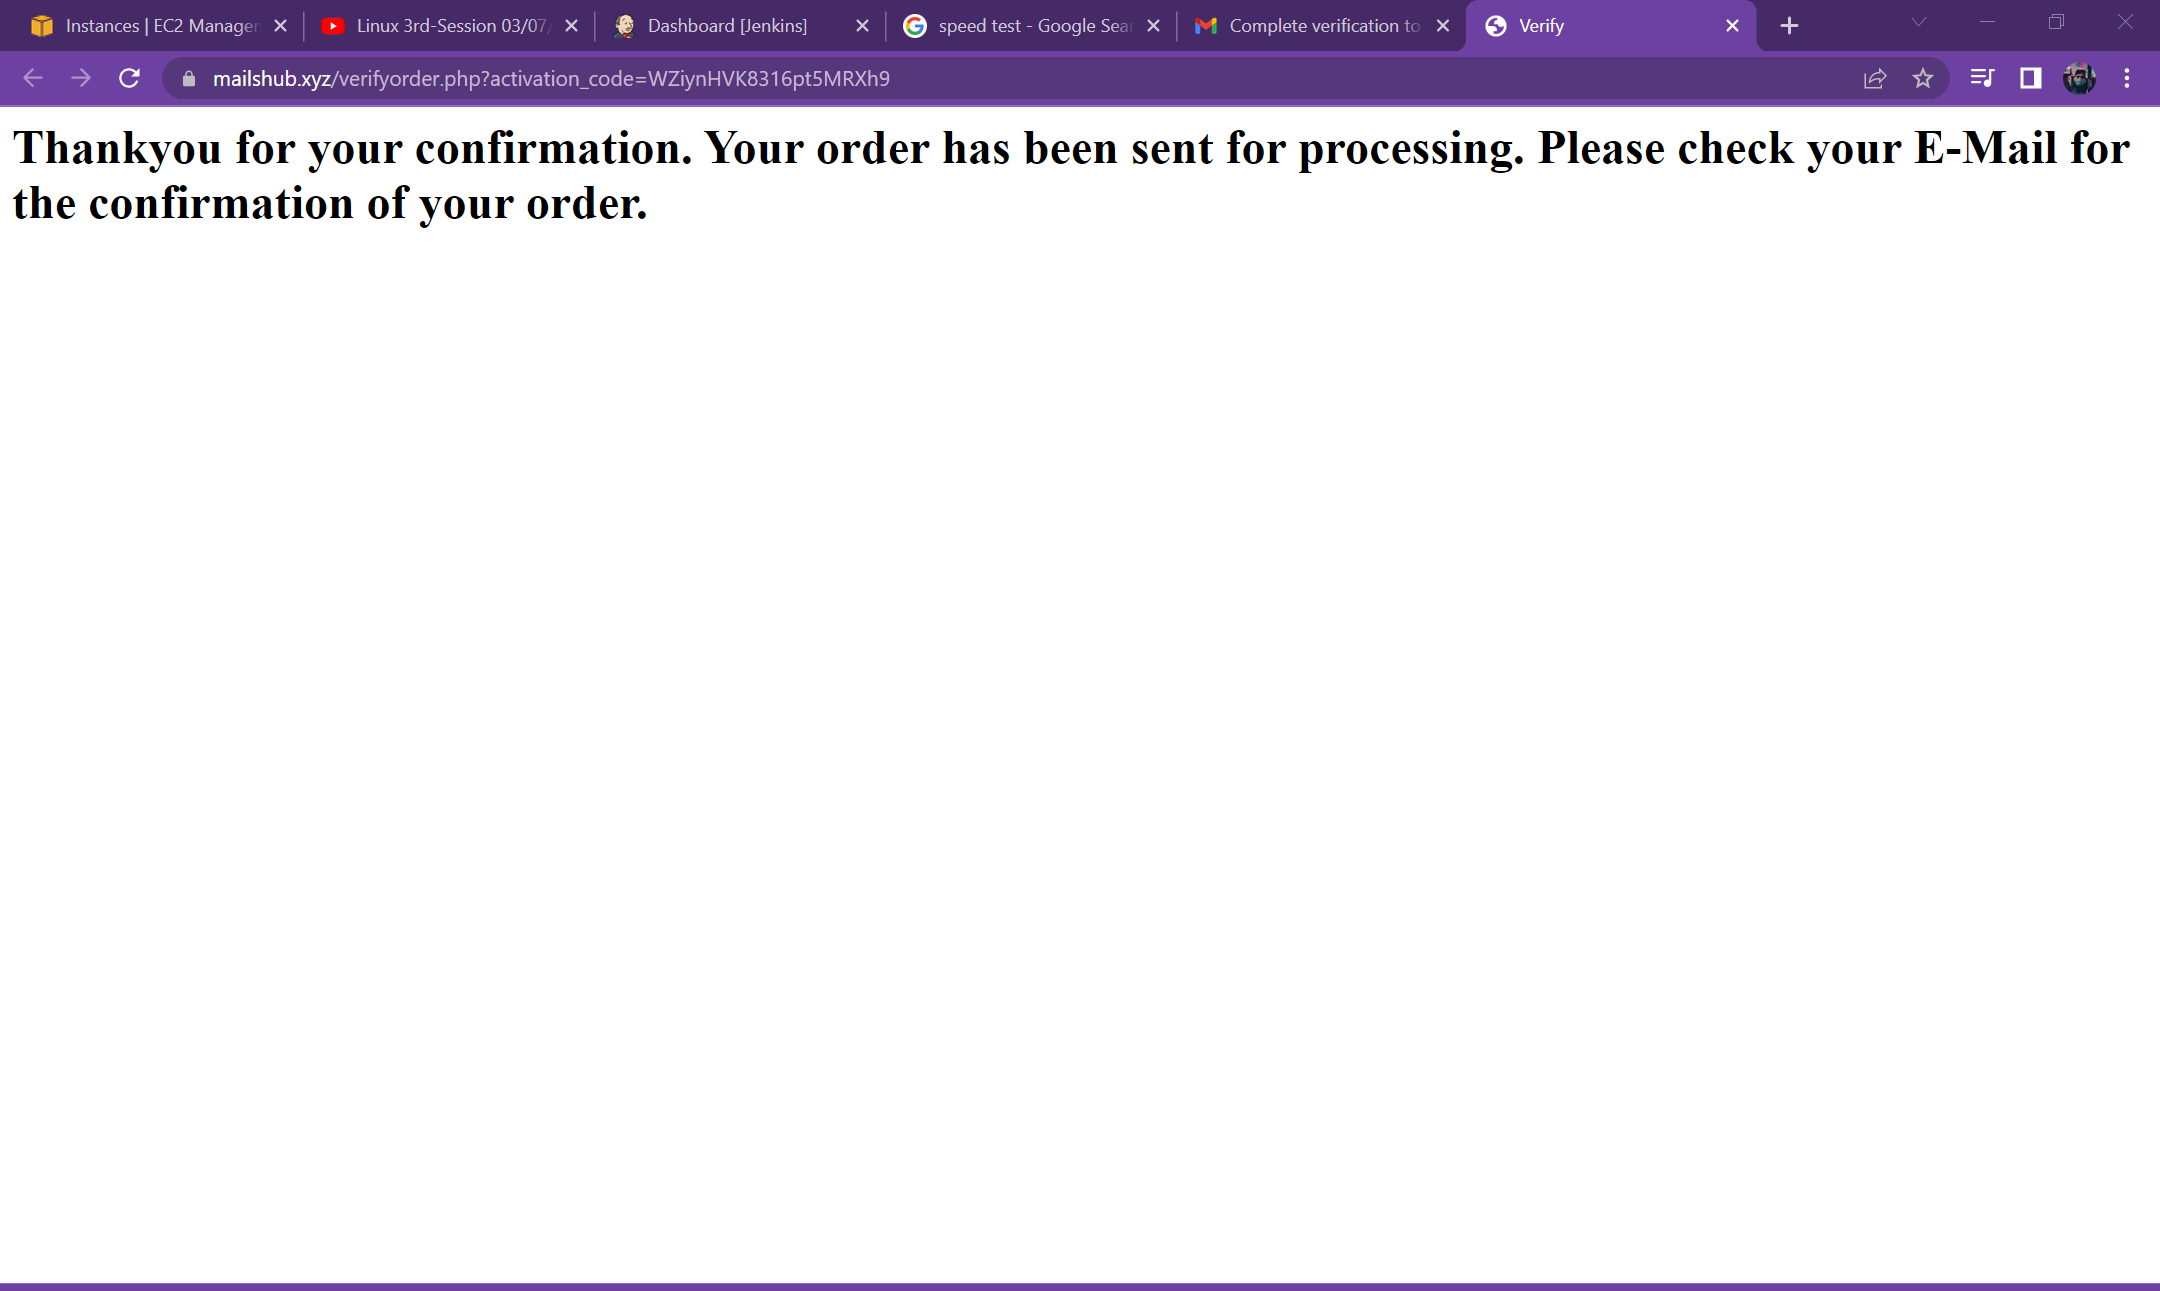 Instances | EC2 Manager
Linux 3rd-Session 03/07/
Dashboard [Jenkins]
speed test - Google Sear
Complete verification to
Verify
mailshub.xyz/verifyorder.php?activation_code=WZiynHVK8316pt5MRXh9
Thankyou for your confirmation. Your order has been sent for processing. Please check your E-Mail for
the confirmation of your order.